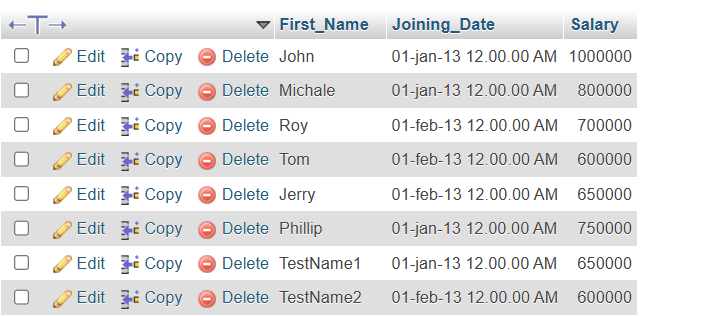 First_Name Joining_Date Salary
Edit Copy Delete John 01-jan-13 12.00.00 AM 1000000
Edit Copy Delete Michale 01-jan-13 12.00.00 AM 800000
Edit Copy Delete Roy 01-feb-13 12.00.00 AM 700000
Edit Copy Delete Tom 01-feb-13 12.00.00 AM 600000
Edit Copy Delete Jerry 01-feb-13 12.00.00 AM 650000
Edit Copy Delete Phillip 01-jan-13 12.00.00 AM 750000
Edit Copy Delete TestName1 01-jan-13 12.00.00 AM 650000
Edit Copy Delete TestName2 01-feb-13 12.00.00 AM 600000